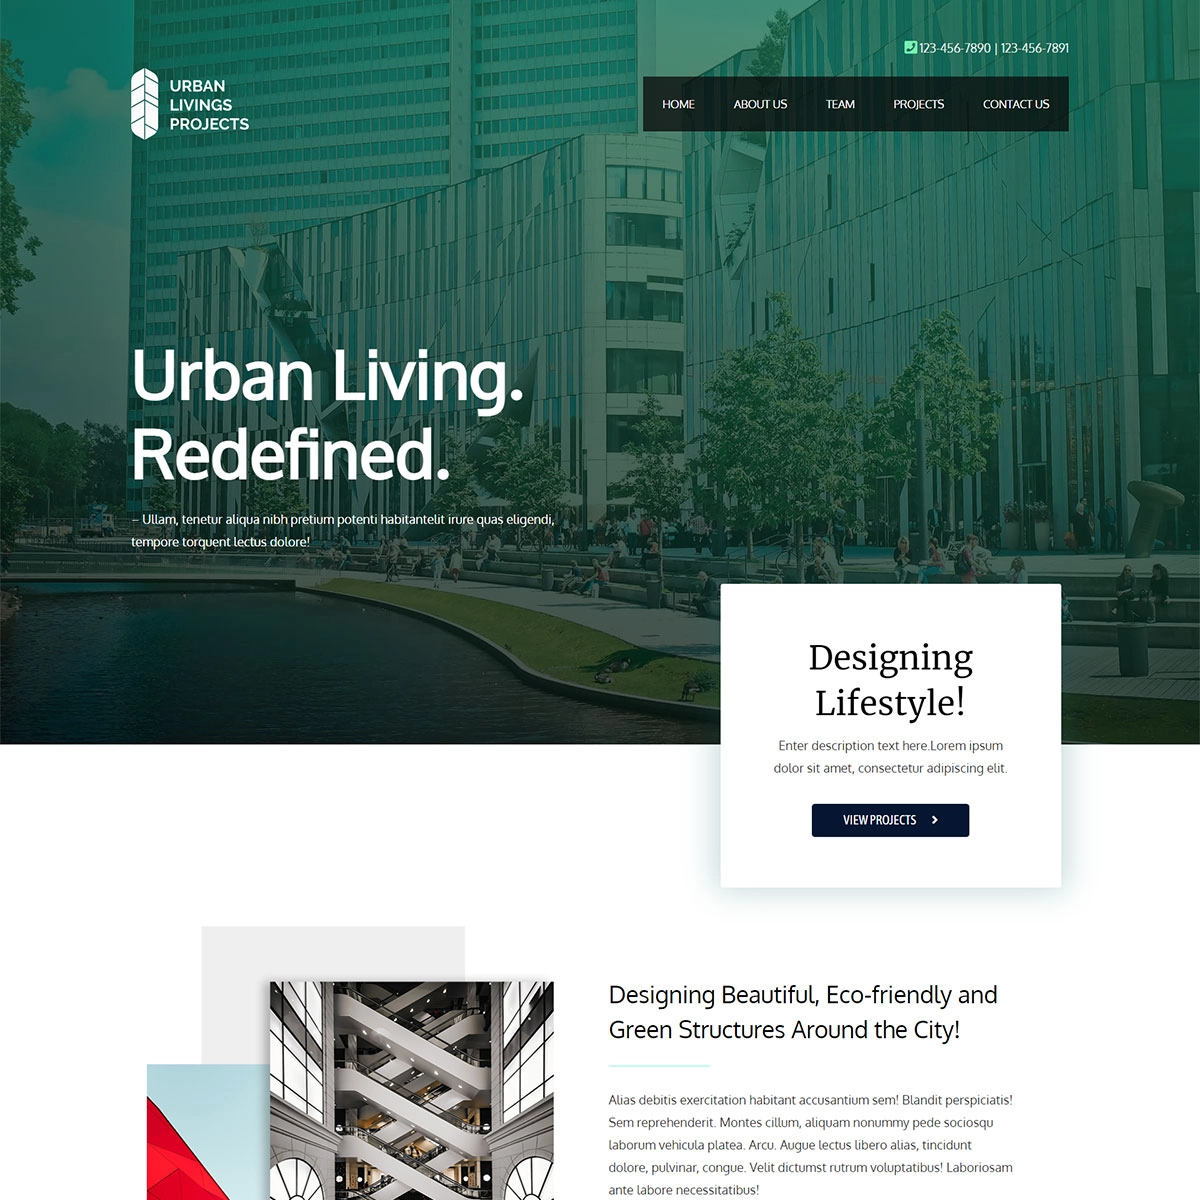 123-456-7890 | 123-456-7891
URBAN
LIVINGS
PROJECTS
HOME ABOUT US TEAM PROJECTS CONTACT US
Urban Living.
Redefined.
– Ullam, tenetur aliqua nibh pretium potenti habitantelit irure quas eligendi,
tempore torquent lectus dolore!
Designing
Lifestyle!
Enter description text here.Lorem ipsum
dolor sit amet, consectetur adipiscing elit.
VIEW PROJECTS
Designing Beautiful, Eco-friendly and
Green Structures Around the City!
Alias debitis exercitation habitant accusantium sem! Blandit perspiciatis!
Sem reprehenderit. Montes cillum, aliquam nonummy pede sociosqu
laborum vehicula platea. Arcu. Augue lectus libero alias, tincidunt
dolore, pulvinar, congue. Velit dictumst rutrum voluptatibus! Laboriosam
ante labore necessitatibus!